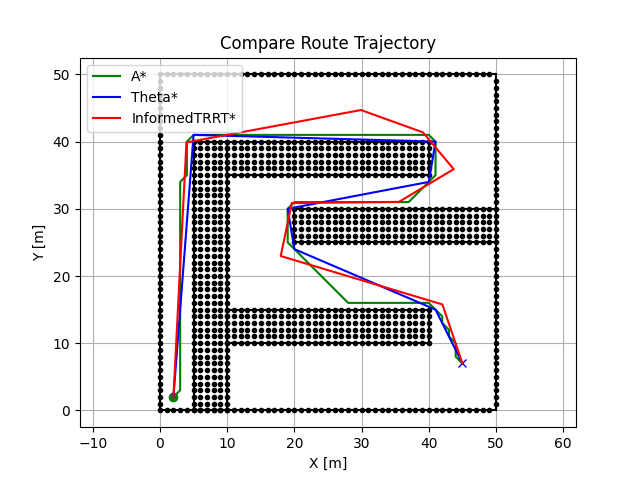 Compare Route Trajectory
A*
Theta*
InformedTRRT*
50
40
30
20
10
0
Y [m]
−10 0 10 20 30 40 50 60
X [m]